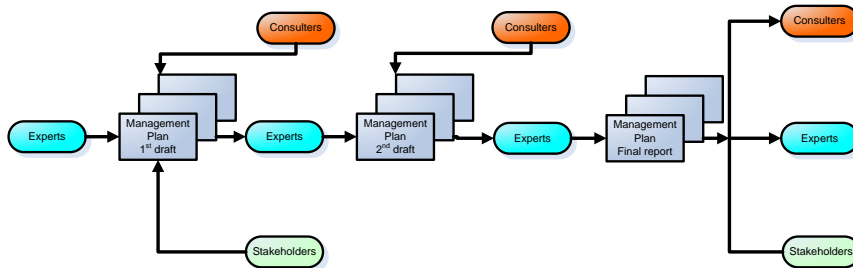 Consulters
Consulters
Consulters
Experts
Management
Plan
1st draft
Experts
Management
Plan
2nd draft
Experts
Management
Plan
Final report
Experts
Stakeholders
Stakeholders